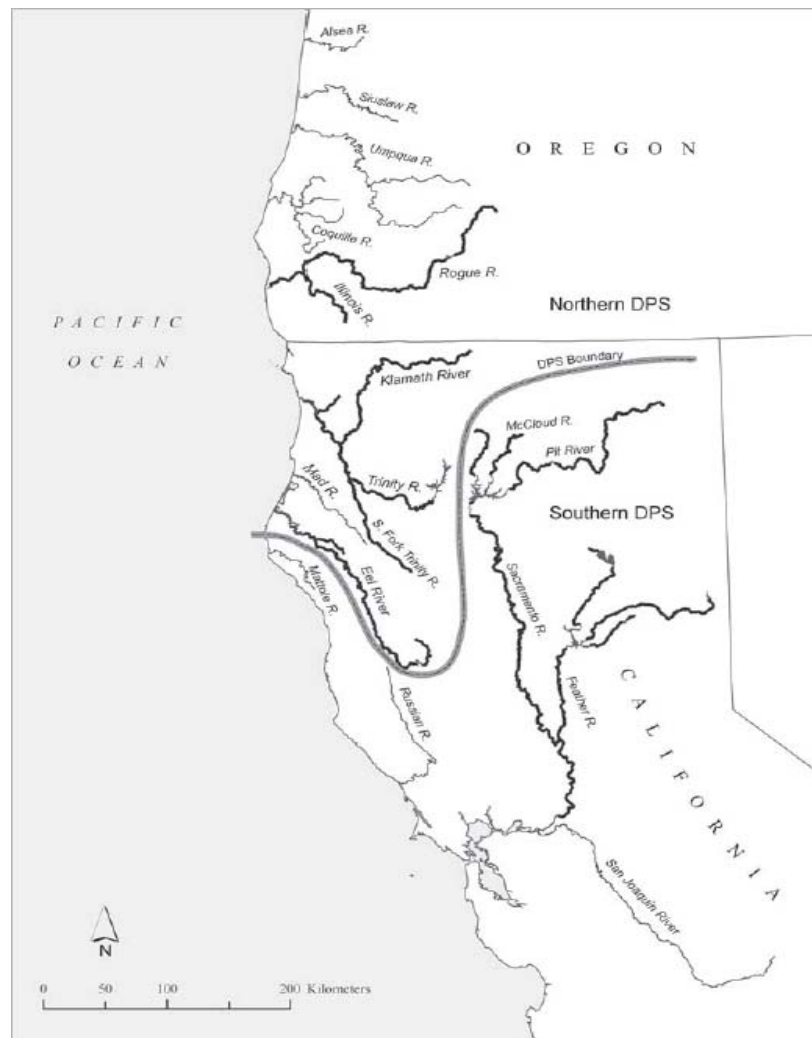 Alsea R.
Siuslaw R.
Umpqua R.
O R E G O N
Coquille R.
Rogue R.
Illinois R.
Northern DPS
P A C I F I C
O C E A N
DPS Boundary
Klamath River
McCloud R.
Pit River
Trinity R.
Mad R.
S. Fork Trinity R.
Southern DPS
Eel River
Mattole R.
Sacramento R.
Feather R.
Russian R.
C A L I F O R N I A
San Joaquin River
N
0 50 100 200 Kilometers